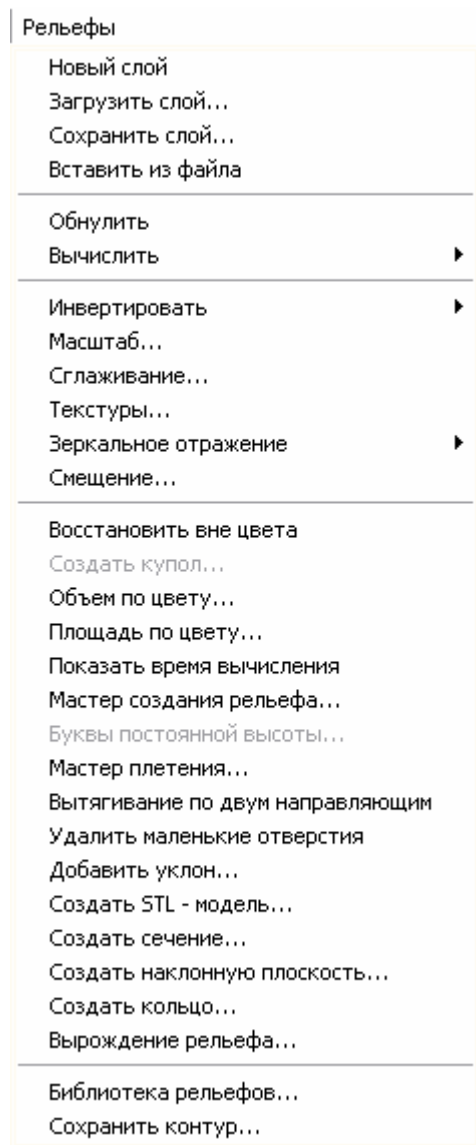 Рельефы
Новый слой
Загрузить слой...
Сохранить слой...
Вставить из файла
Обнулить
Вычислить
Инвертировать
Масштаб...
Сглаживание...
Текстуры...
Зеркальное отражение
Смещение...
Восстановить вне цвета
Создать купол...
Объем по цвету...
Площадь по цвету...
Показать время вычисления
Мастер создания рельефа...
Буквы постоянной высоты...
Мастер плетения...
Вытягивание по двум направляющим
Удалить маленькие отверстия
Добавить уклон...
Создать STL - модель...
Создать сечение...
Создать наклонную плоскость...
Создать кольцо...
Вырождение рельефа...
Библиотека рельефов...
Сохранить контур...